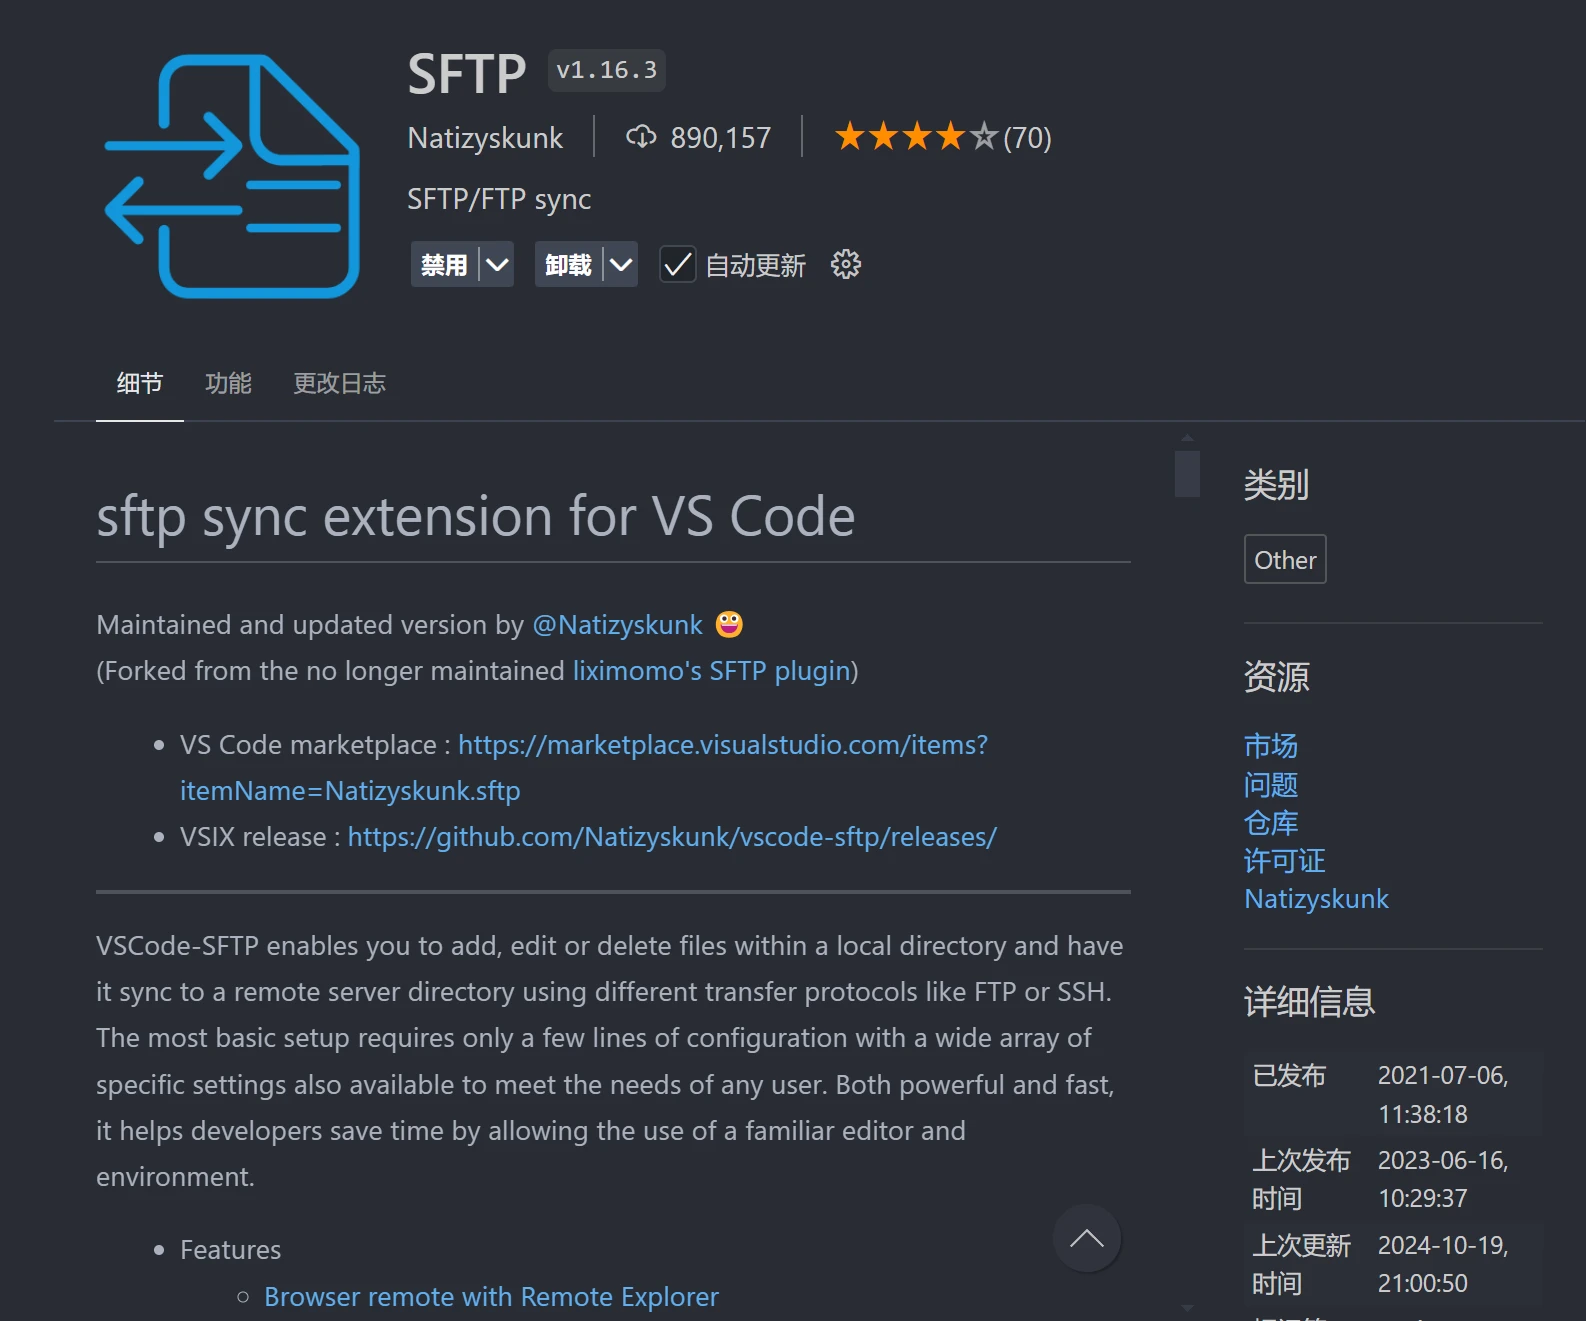 SFTP v1.16.3
Natizyskunk 890,157 (70)
SFTP/FTP sync
禁用 卸载 自动更新
细节 功能 更改日志
sftp sync extension for VS Code
Maintained and updated version by @Natizyskunk 😀
(Forked from the no longer maintained liximomo's SFTP plugin)
• VS Code marketplace : https://marketplace.visualstudio.com/items?
itemName=Natizyskunk.sftp
• VSIX release : https://github.com/Natizyskunk/vscode-sftp/releases/
VSCode-SFTP enables you to add, edit or delete files within a local directory and have
it sync to a remote server directory using different transfer protocols like FTP or SSH.
The most basic setup requires only a few lines of configuration with a wide array of
specific settings also available to meet the needs of any user. Both powerful and fast,
it helps developers save time by allowing the use of a familiar editor and
environment.
• Features
○ Browser remote with Remote Explorer
类别
Other
资源
市场
问题
仓库
许可证
Natizyskunk
详细信息
已发布 2021-07-06,
11:38:18
上次发布 2023-06-16,
时间 10:29:37
上次更新 2024-10-19,
时间 21:00:50